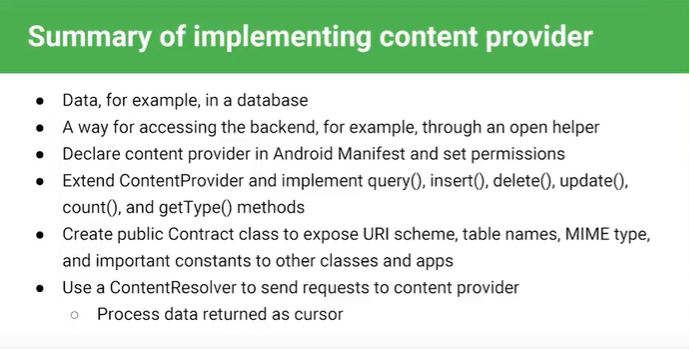 Summary of implementing content provider
● Data, for example, in a database
● A way for accessing the backend, for example, through an open helper
● Declare content provider in Android Manifest and set permissions
● Extend ContentProvider and implement query(), insert(), delete(), update(),
count(), and getType() methods
● Create public Contract class to expose URI scheme, table names, MIME type,
and important constants to other classes and apps
● Use a ContentResolver to send requests to content provider
○ Process data returned as cursor